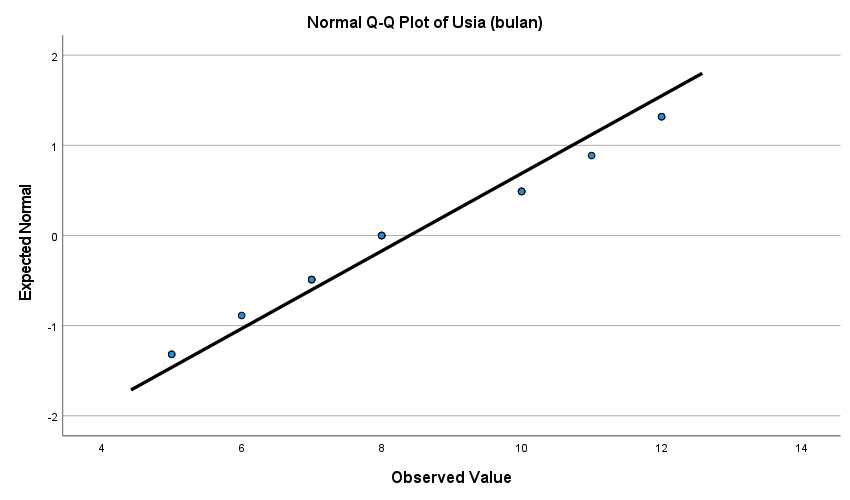 Normal Q-Q Plot of Usia (bulan)
2
1
0
-1
-2
Expected Normal
4 6 8 10 12 14
Observed Value